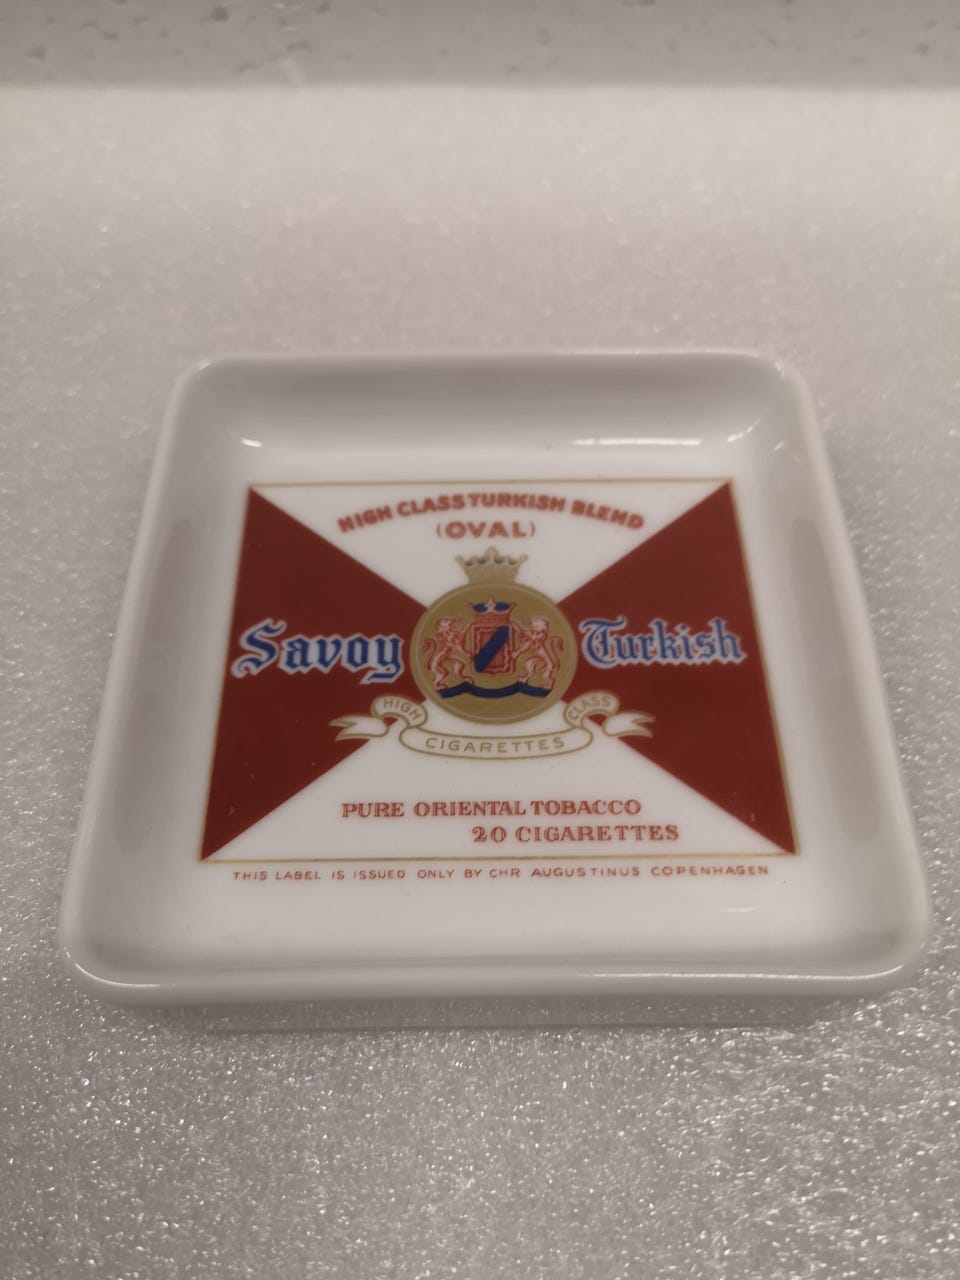 HIGH CLASS TURKISH BLEND
(OVAL)
Savoy Turkish
HIGH CLASS
CIGARETTES
PURE ORIENTAL TOBACCO
20 CIGARETTES
THIS LABEL IS ISSUED ONLY BY CHR AUGUSTINUS COPENHAGEN